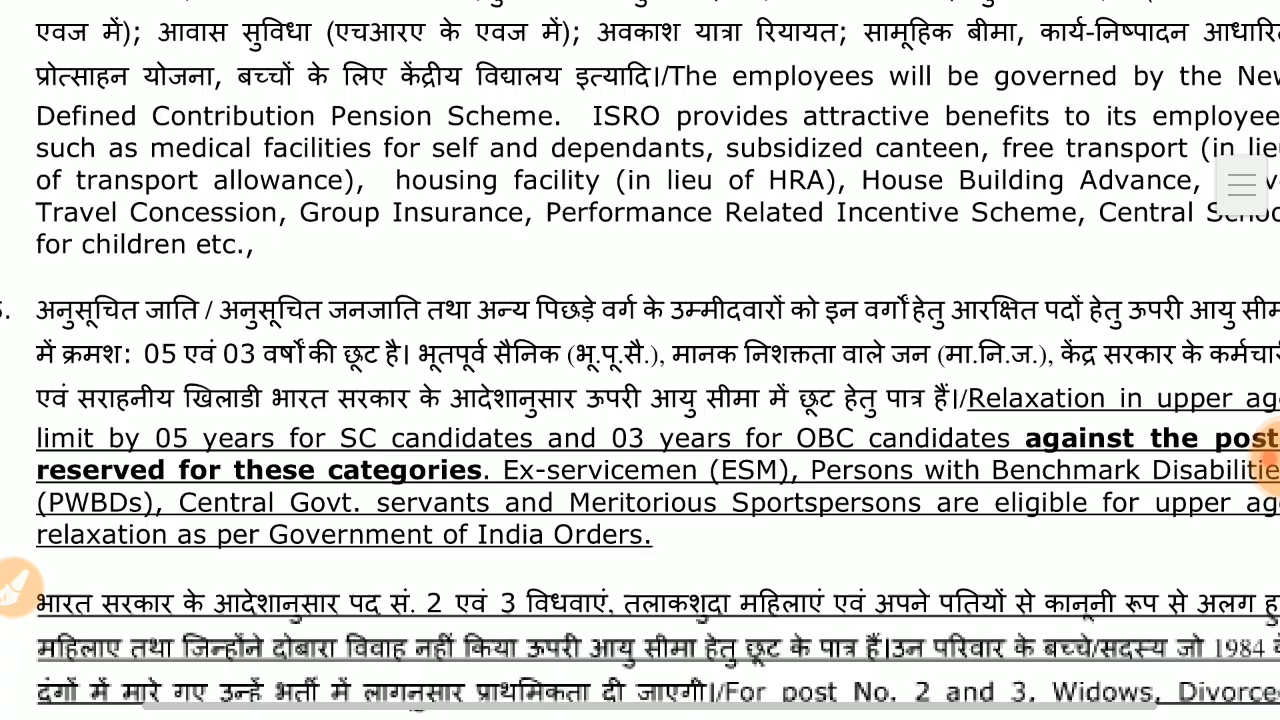 एवज में); आवास सुविधा (एचआरए के एवज में); अवकाश यात्रा रियायत; सामूहिक बीमा, कार्य-निष्पादन
प्रोत्साहन योजना, बच्चों के लिए केंद्रीय विद्यालय इत्यादि।/The employees will be governed by the New
Defined Contribution Pension Scheme. ISRO provides attractive benefits to its employee
such as medical facilities for self and dependants, subsidized canteen, free transport (in lieu
of transport allowance), housing facility (in lieu of HRA), House Building Advance,
Travel Concession, Group Insurance, Performance Related Incentive Scheme, Central
for children etc.,
अनुसूचित जाति / अनुसूचित जनजाति तथा अन्य पिछड़े वर्ग के उम्मीदवारों को इन वर्गों हेतु आरक्षित पदों हेतु ऊपरी आयु
में क्रमश: 05 एवं 03 वर्षों की छूट है। भूतपूर्व सैनिक (भू.पू.सै.), मानक निशक्तता वाले जन (मा.नि.ज.), केंद्र सरकार के
एवं सराहनीय खिलाडी भारत सरकार के आदेशानुसार ऊपरी आयु सीमा में छूट हेतु पात्र हैं।/Relaxation in upper ag
limit by 05 years for SC candidates and 03 years for OBC candidates against the post
reserved for these categories. Ex-servicemen (ESM), Persons with Benchmark Disabilitie
(PWBDs), Central Govt. servants and Meritorious Sportspersons are eligible for upper ag
relaxation as per Government of India Orders.
भारत सरकार के आदेशानुसार पद सं. 2 एवं 3 विधवाएं, तलाकशुदा महिलाएं एवं अपने पतियों से कानूनी रूप से अलग
महिलाए तथा जिन्होंने दोबारा विवाह नहीं किया ऊपरी आयु सीमा हेतु छूट के पात्र हैं।उन परिवार के बच्चे/सदस्य जो 1984
दंगों में मारे गए उन्हें भर्ती में लागनुसार प्राथमिकता दी जाएगी।/For post No. 2 and 3, Widows, Divorce